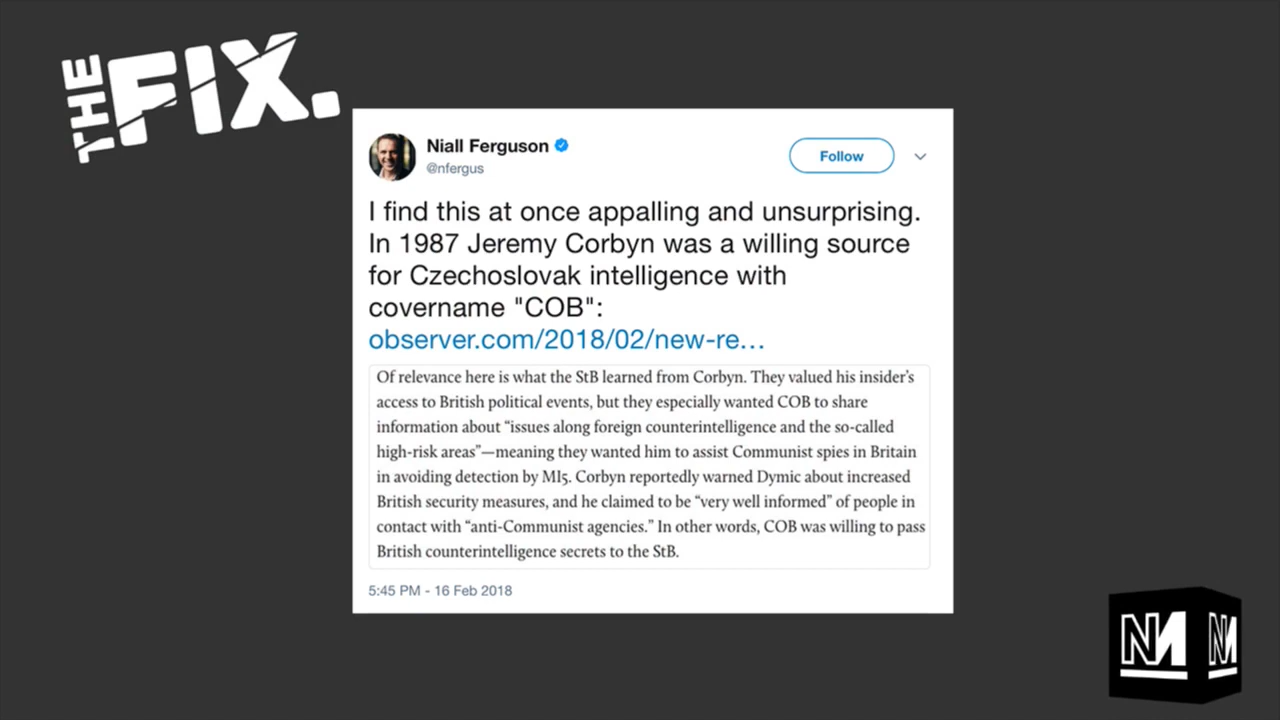 THE FIX.
Niall Ferguson
@nfergus
Follow
I find this at once appalling and unsurprising.
In 1987 Jeremy Corbyn was a willing source
for Czechoslovak intelligence with
covername "COB":
observer.com/2018/02/new-re…
Of relevance here is what the StB learned from Corbyn. They valued his insider's
access to British political events, but they especially wanted COB to share
information about “issues along foreign counterintelligence and the so-called
high-risk areas”—meaning they wanted him to assist Communist spies in Britain
in avoiding detection by MI5. Corbyn reportedly warned Dymic about increased
British security measures, and he claimed to be “very well informed” of people in
contact with “anti-Communist agencies.” In other words, COB was willing to pass
British counterintelligence secrets to the StB.
5:45 PM - 16 Feb 2018
NM NM